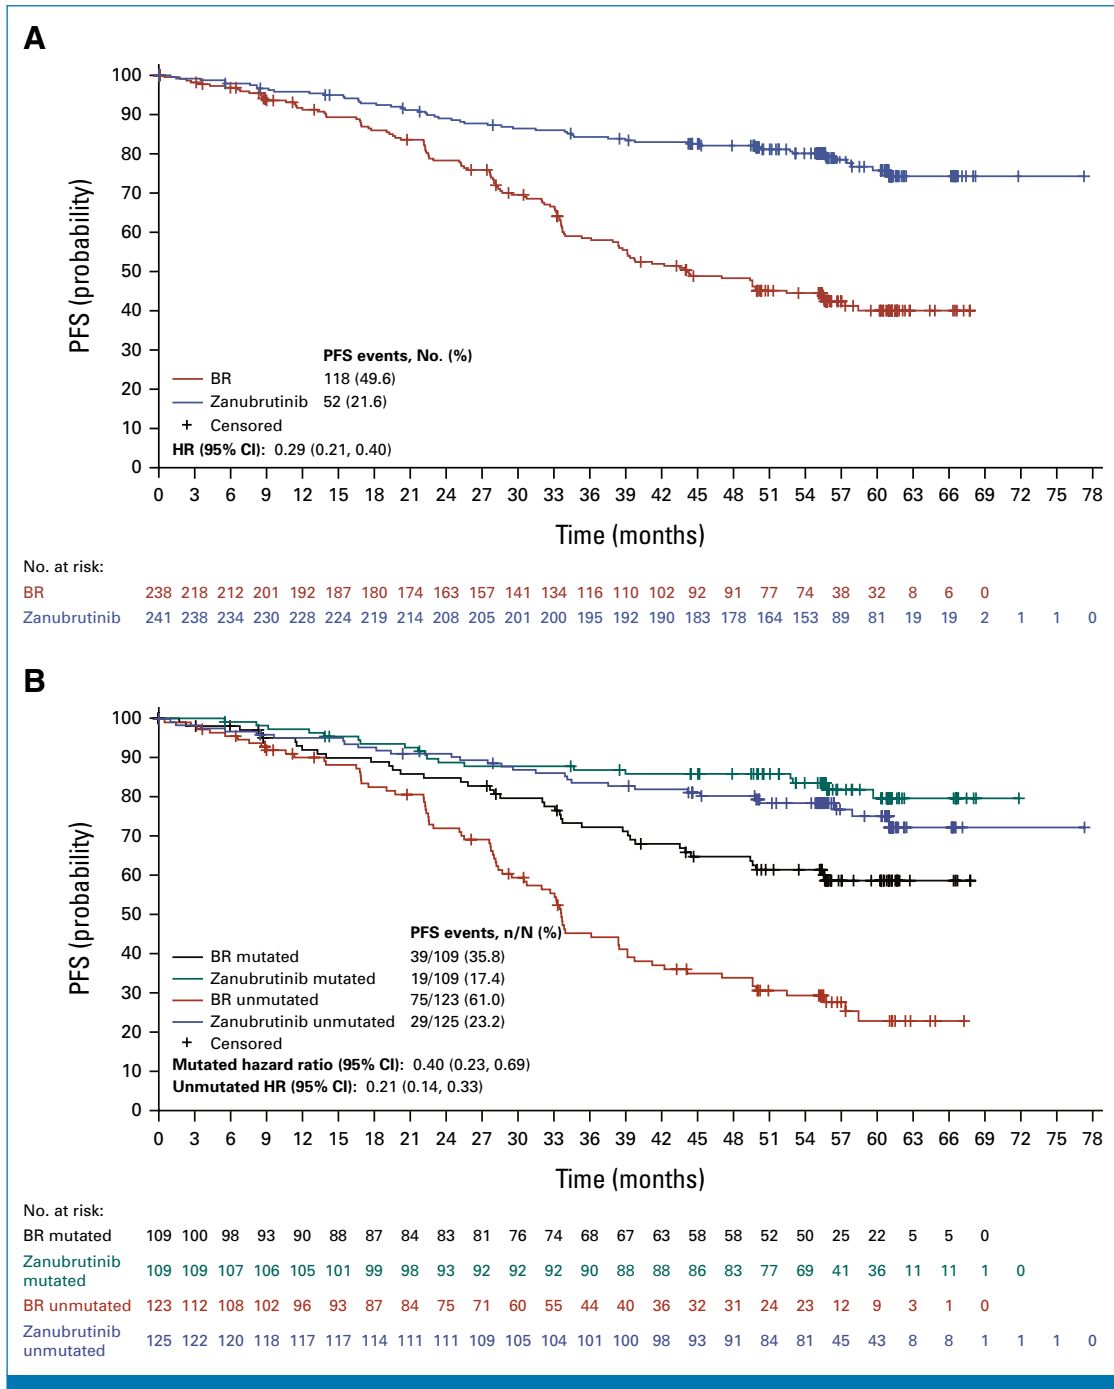 A
100
90
80
70
60
50
40
30
20
10
0
PFS (probability)
PFS events, No. (%)
BR 118 (49.6)
Zanubrutinib 52 (21.6)
+ Censored
HR (95% CI): 0.29 (0.21, 0.40)
0 3 6 9 12 15 18 21 24 27 30 33 36 39 42 45 48 51 54 57 60 63 66 69 72 75 78
Time (months)
No. at risk:
BR 238 218 212 201 192 187 180 174 163 157 141 134 116 110 102 92 91 77 74 38 32 8 6 0
Zanubrutinib 241 238 234 230 228 224 219 214 208 205 201 200 195 192 190 183 178 164 153 89 81 19 19 2 1 1 0
B
100
90
80
70
60
50
40
30
20
10
0
PFS (probability)
PFS events, n/N (%)
BR mutated 39/109 (35.8)
Zanubrutinib mutated 19/109 (17.4)
BR unmutated 75/123 (61.0)
Zanubrutinib unmutated 29/125 (23.2)
+ Censored
Mutated hazard ratio (95% CI): 0.40 (0.23, 0.69)
Unmutated HR (95% CI): 0.21 (0.14, 0.33)
0 3 6 9 12 15 18 21 24 27 30 33 36 39 42 45 48 51 54 57 60 63 66 69 72 75 78
Time (months)
No. at risk:
BR mutated 109 100 98 93 90 88 87 84 83 81 76 74 68 67 63 58 58 52 50 25 22 5 5 0
Zanubrutinib
mutated 109 109 107 106 105 101 99 98 93 92 92 92 90 88 88 86 83 77 69 41 36 11 11 1 0
BR unmutated 123 112 108 102 96 93 87 84 75 71 60 55 44 40 36 32 31 24 23 12 9 3 1 0
Zanubrutinib
unmutated 125 122 120 118 117 117 114 111 111 109 105 104 101 100 98 93 91 84 81 45 43 8 8 1 1 1 0